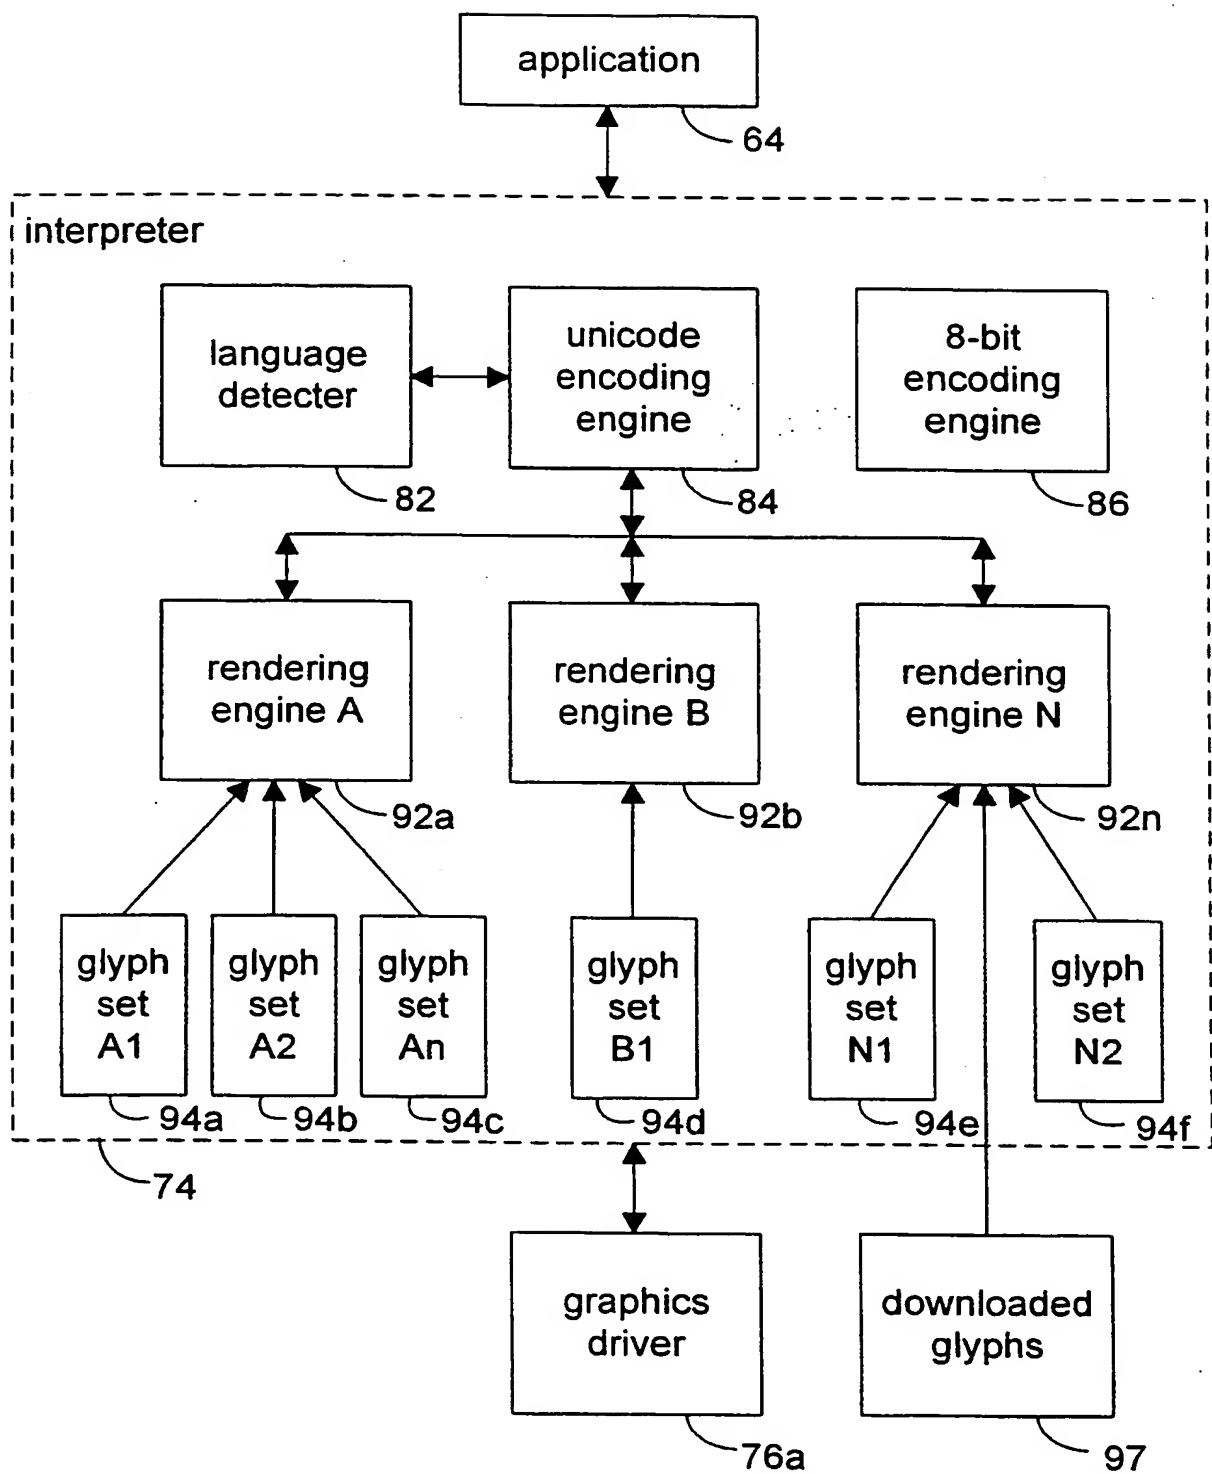 application
64
interpreter
language
detecter
82
unicode
encoding
engine
84
8-bit
encoding
engine
86
rendering
engine A
92a
rendering
engine B
92b
rendering
engine N
92n
glyph
set
A1
94a
glyph
set
A2
94b
glyph
set
An
94c
glyph
set
B1
94d
glyph
set
N1
94e
glyph
set
N2
94f
74
graphics
driver
76a
downloaded
glyphs
97